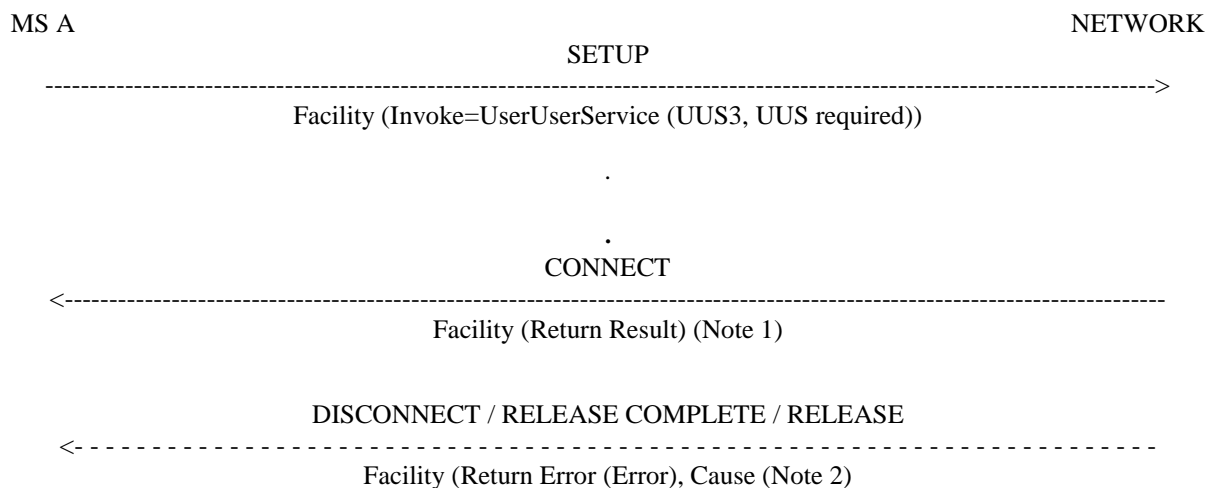 MS A NETWORK
SETUP
------------------------------------------------------------------------------------------------------------------------------>
Facility (Invoke=UserUserService (UUS3, UUS required))
.
.
CONNECT
<-----------------------------------------------------------------------------------------------------------------------------
Facility (Return Result) (Note 1)
DISCONNECT / RELEASE COMPLETE / RELEASE
<- - - - - - - - - - - - - - - - - - - - - - - - - - - - - - - - - - - - - - - - - - - - - - - - - - - - - - - - - - - - - - - - -
Facility (Return Error (Error), Cause (Note 2)